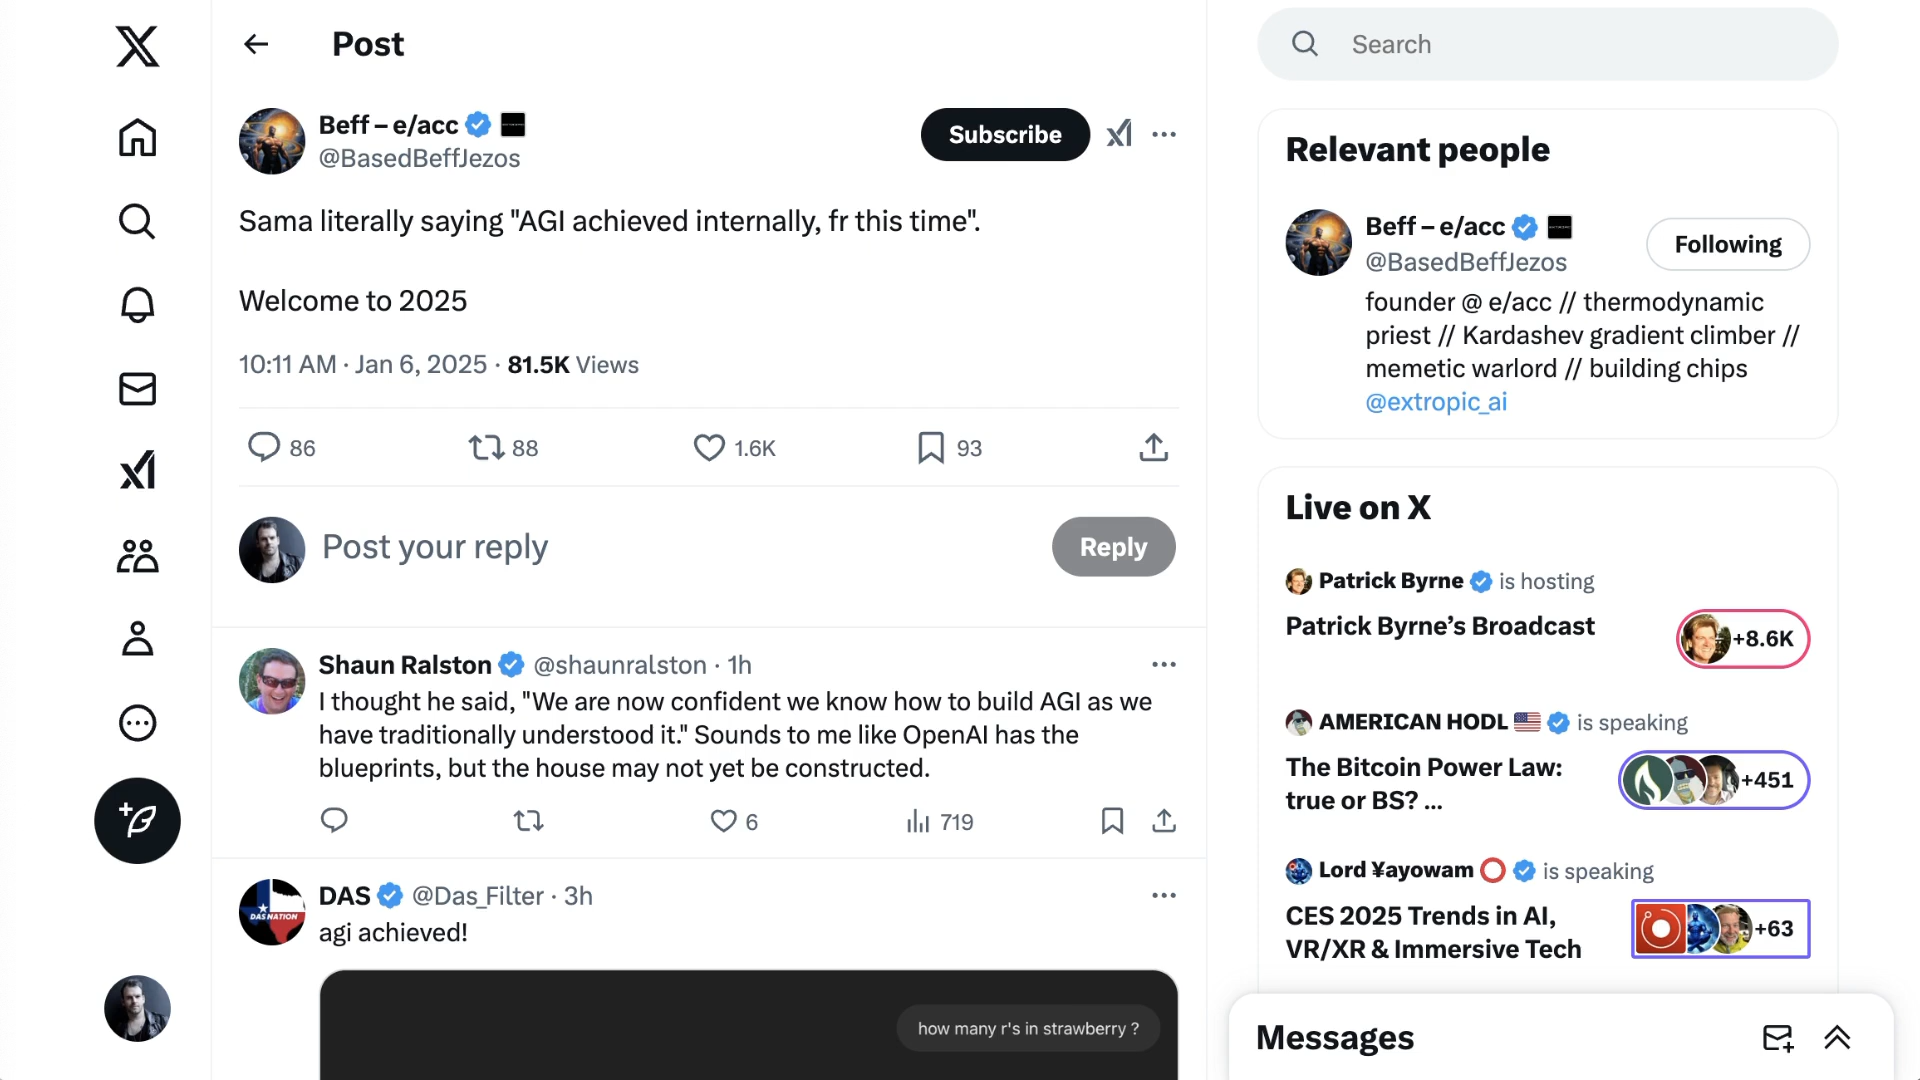 Post
Beff – e/acc
@BasedBeffJezos
Subscribe
Sama literally saying "AGI achieved internally, fr this time".
Welcome to 2025
10:11 AM · Jan 6, 2025 · 81.5K Views
86
88
1.6K
93
Post your reply
Reply
Shaun Ralston @shaunralston · 1h
I thought he said, "We are now confident we know how to build AGI as we
have traditionally understood it." Sounds to me like OpenAI has the
blueprints, but the house may not yet be constructed.
6
719
DAS @Das_Filter · 3h
agi achieved!
DAS NATION
how many r's in strawberry ?
Search
Relevant people
Beff – e/acc
@BasedBeffJezos
Following
founder @ e/acc // thermodynamic
priest // Kardashev gradient climber //
memetic warlord // building chips
@extropic_ai
Live on X
Patrick Byrne is hosting
Patrick Byrne’s Broadcast
+8.6K
AMERICAN HODL is speaking
The Bitcoin Power Law:
true or BS? ...
+451
Lord ¥ayowam is speaking
CES 2025 Trends in AI,
VR/XR & Immersive Tech
+63
Messages